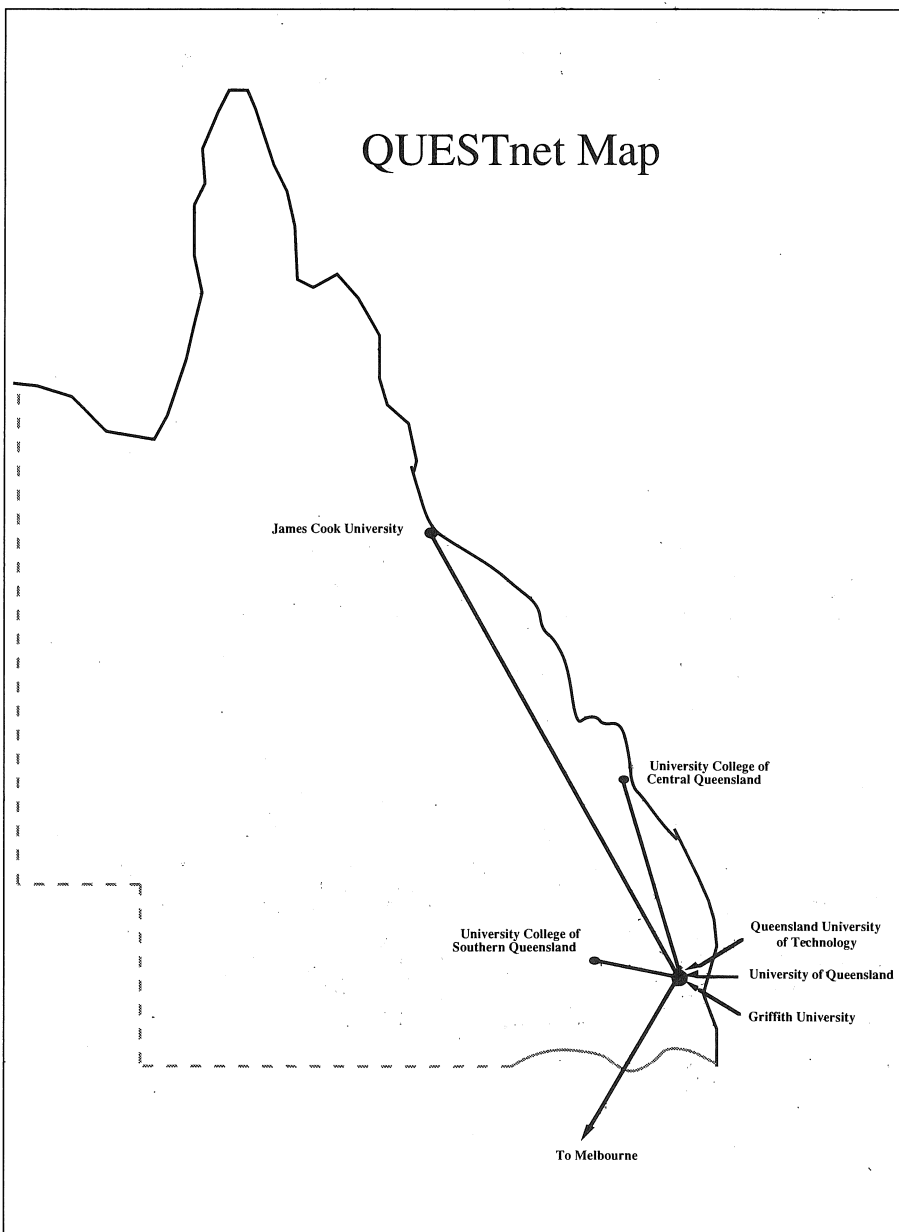 QUESTnet Map
James Cook University
University College of
Central Queensland
University College of
Southern Queensland
Queensland University
of Technology
University of Queensland
Griffith University
To Melbourne